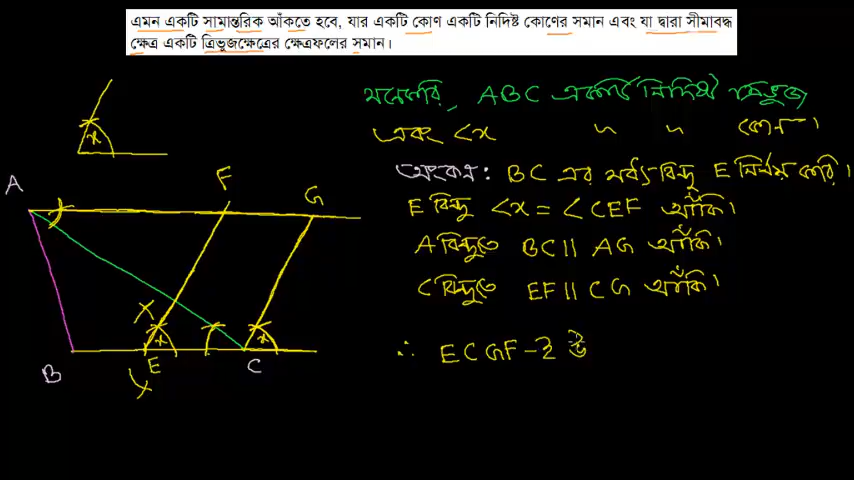 এমন একটি সামান্তরিক আঁকতে হবে, যার একটি কোণ একটি নির্দিষ্ট কোণের সমান এবং যা দ্বারা সীমাবদ্ধ
ক্ষেত্র একটি ত্রিভুজক্ষেত্রের ক্ষেত্রফলের সমান।
x
মনেকরি, ABC একটি নির্দিষ্ট ত্রিভুজ
এবং <x " " কোন।
অংকন: BC এর মধ্যবিন্দু E নির্নয় করি।
E বিন্দু <x = <CEF আঁকি।
A বিন্দুতে BC || AG আঁকি।
C বিন্দুতে EF || CG আঁকি।
∴ ECGF-ই উ
A
F
G
x
x
B
E
C